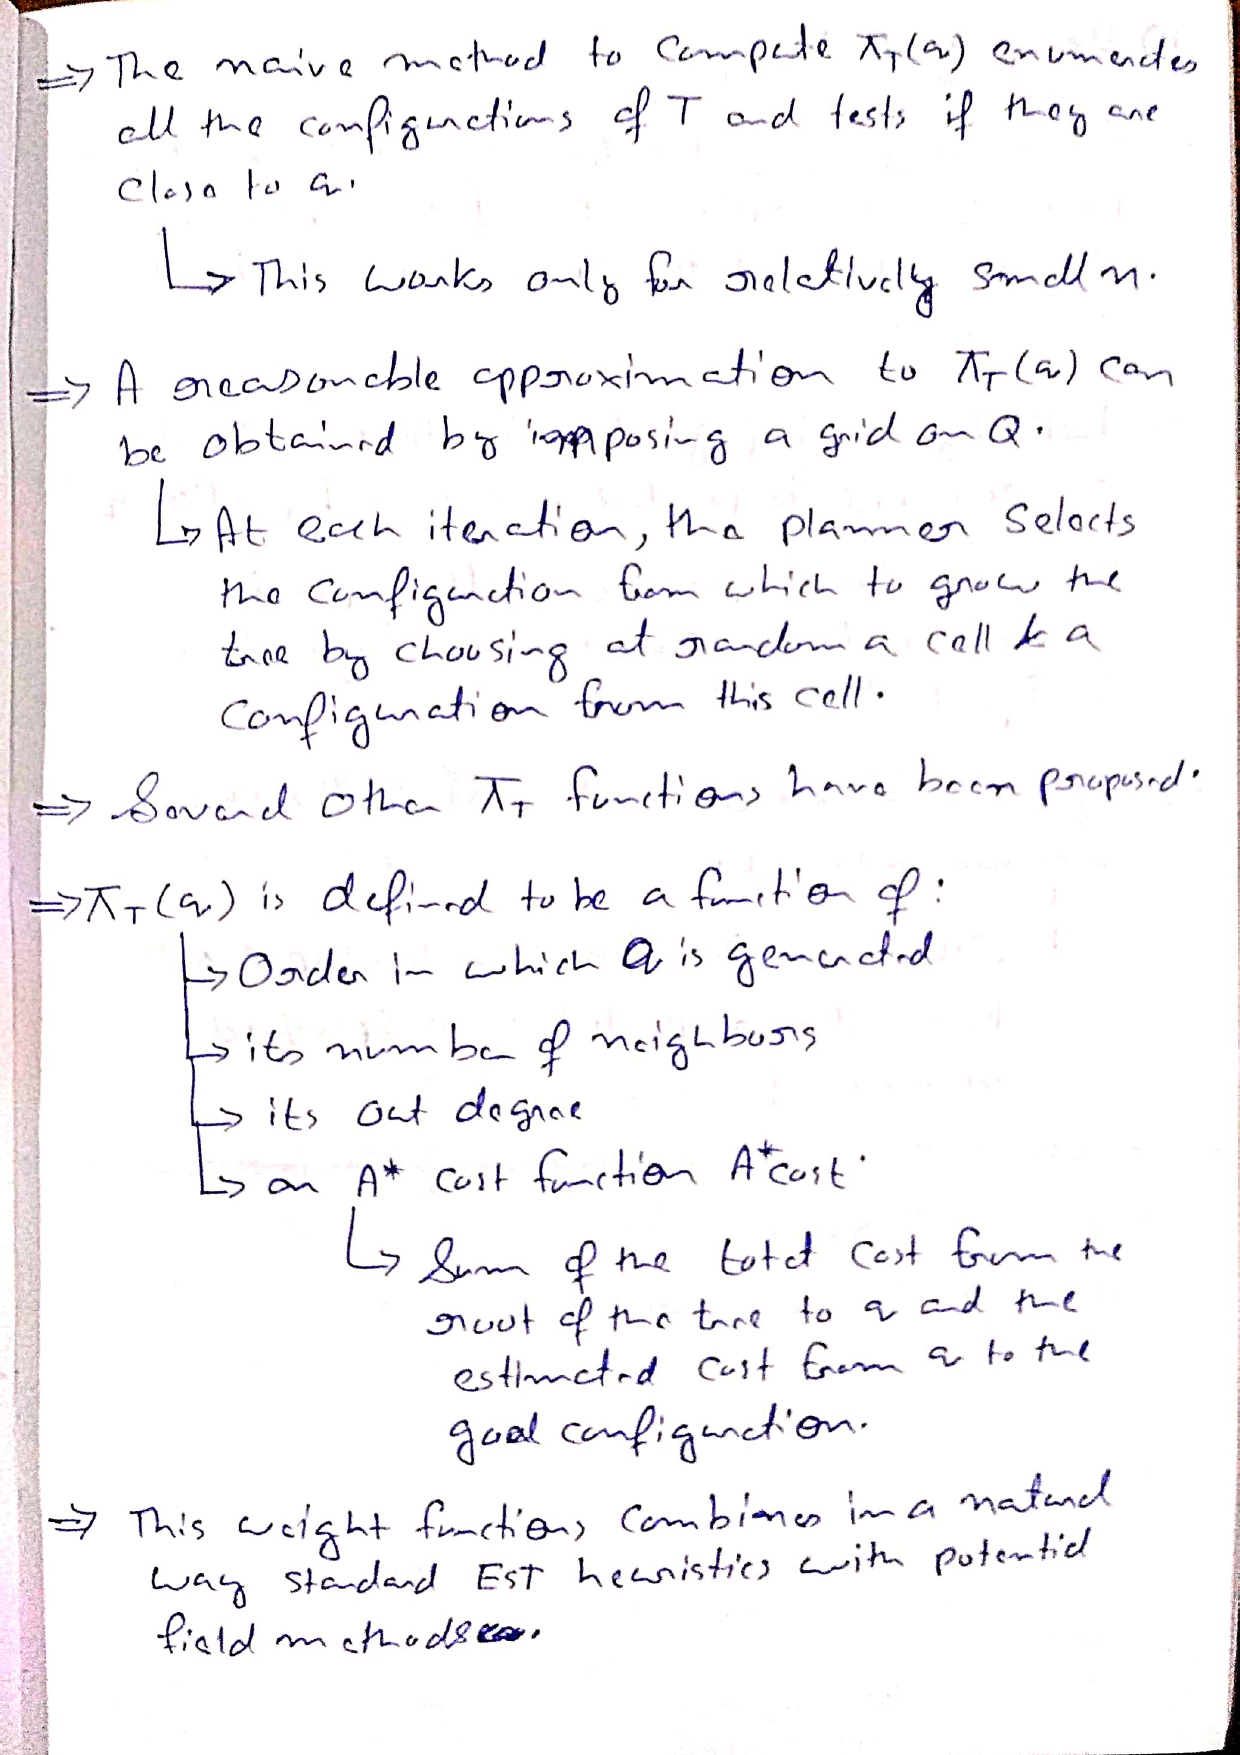 ⇒ The naive method to compute π_T(q) enumerates
all the configurations of T and tests if they are
close to q.
↳ This works only for relatively small n.
⇒ A reasonable approximation to π_T(q) can
be obtained by imposing a grid on Q.
↳ At each iteration, the planner selects
the configuration from which to grow the
tree by choosing at random a cell & a
configuration from this cell.
⇒ Several other π_T functions have been proposed.
⇒ π_T(q) is defined to be a function of:
↳ Order in which q is generated
↳ its number of neighbours
↳ its out degree
↳ an A* cost function A*cost.
↳ Sum of the total cost from the
root of the tree to q and the
estimated cost from q to the
goal configuration.
⇒ This weight functions combines in a natural
way standard EST heuristics with potential
field methods.